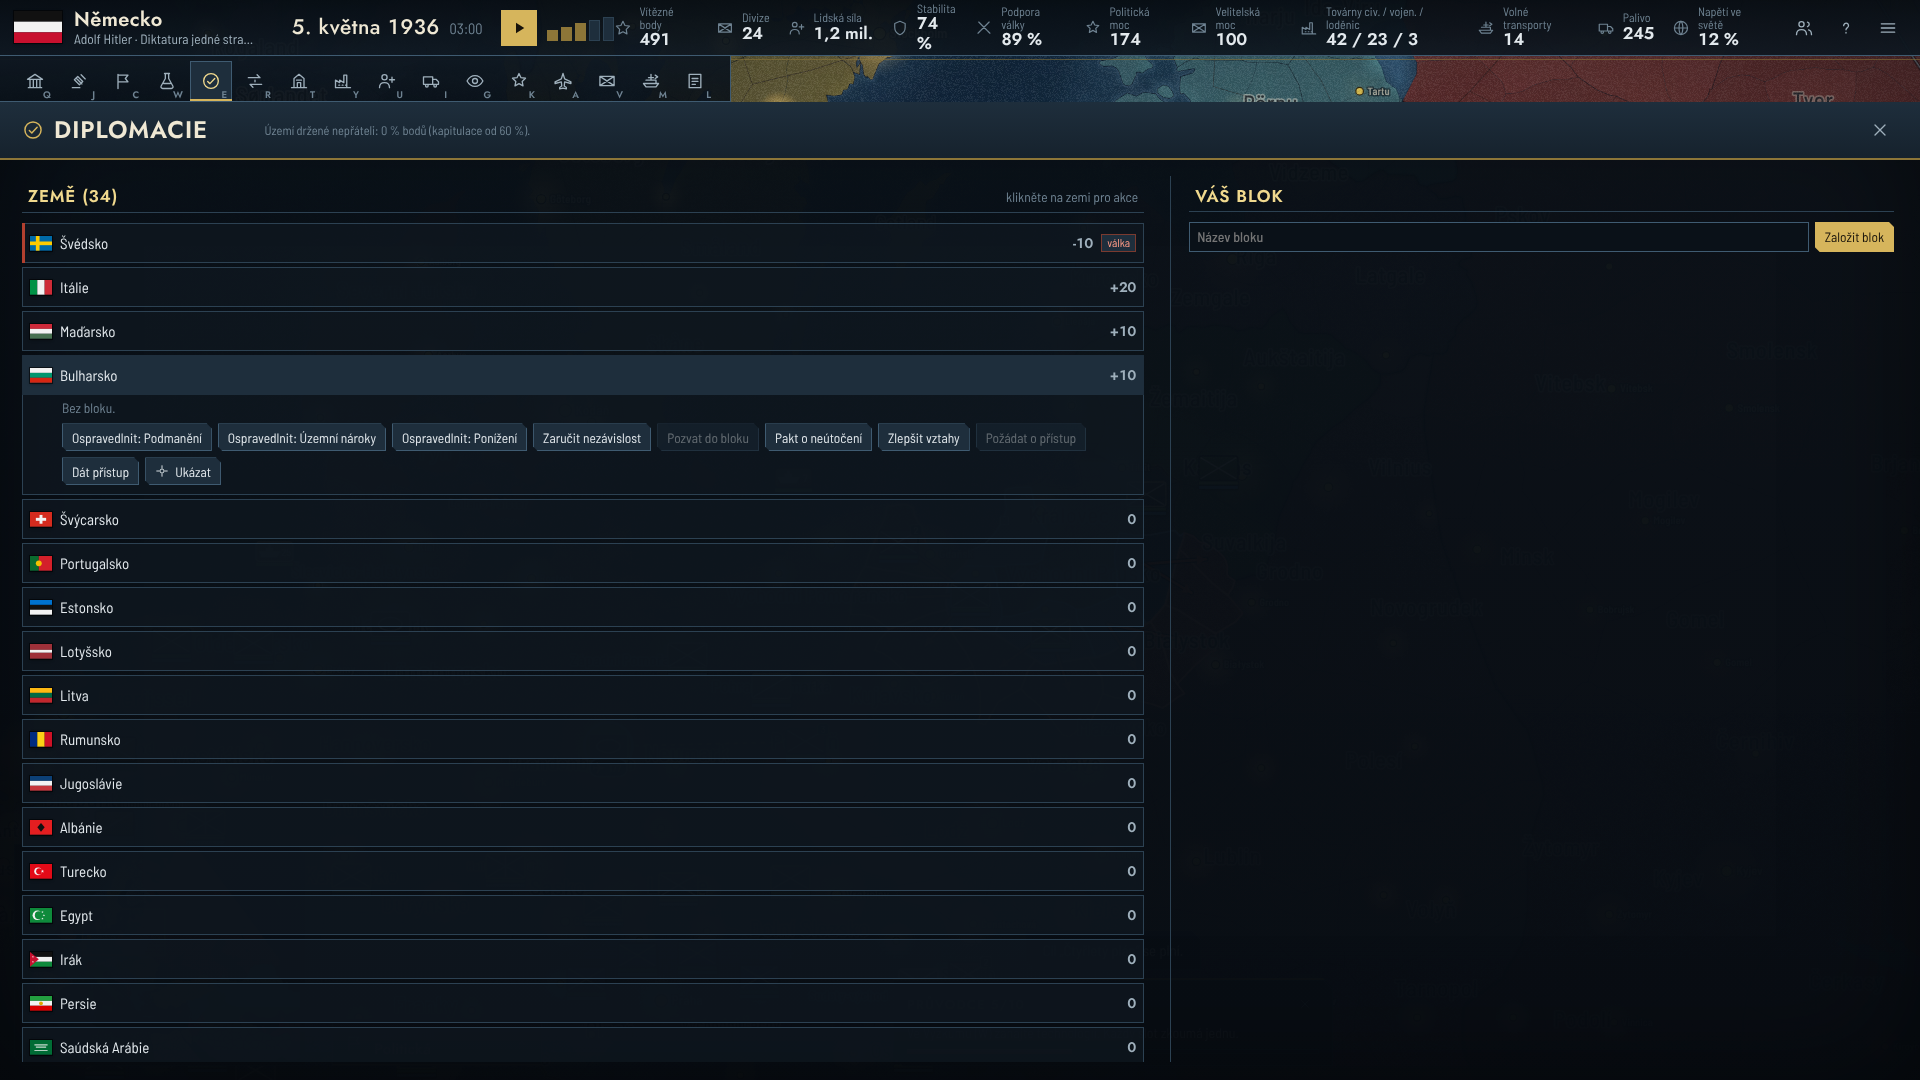 Německo
Adolf Hitler · Diktatura jedné stra...
5. května 1936 03:00
Vítězné body 491
Divize 24
Lidská síla 1,2 mil.
Stabilita 74 %
Podpora války 89 %
Politická moc 174
Velitelská moc 100
Továrny civ. / vojen. / loděnic 42 / 23 / 3
Volné transporty 14
Palivo 245
Napětí ve světě 12 %
?
Q J C W E R T Y U I G K A V M L
Tartu
DIPLOMACIE
Území držené nepřáteli: 0 % bodů (kapitulace od 60 %).
ZEMĚ (34)
klikněte na zemi pro akce
Švédsko -10 válka
Itálie +20
Maďarsko +10
Bulharsko +10
Bez bloku.
Ospravedlnit: Podmanění Ospravedlnit: Územní nároky Ospravedlnit: Ponížení Zaručit nezávislost Pozvat do bloku Pakt o neútočení Zlepšit vztahy Požádat o přístup
Dát přístup Ukázat
Švýcarsko 0
Portugalsko 0
Estonsko 0
Lotyšsko 0
Litva 0
Rumunsko 0
Jugoslávie 0
Albánie 0
Turecko 0
Egypt 0
Irák 0
Persie 0
Saúdská Arábie 0
VÁŠ BLOK
Název bloku
Založit blok